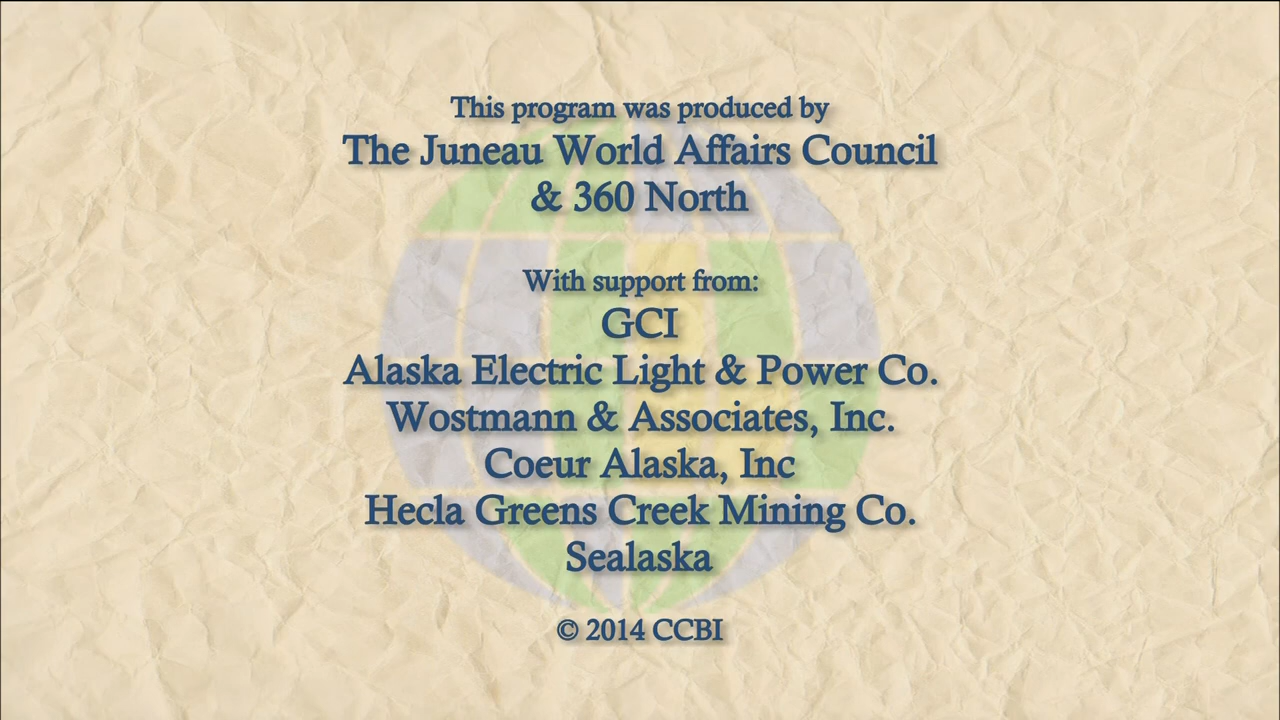 This program was produced by
The Juneau World Affairs Council
& 360 North
With support from:
GCI
Alaska Electric Light & Power Co.
Wostmann & Associates, Inc.
Coeur Alaska, Inc
Hecla Greens Creek Mining Co.
Sealaska
© 2014 CCBI